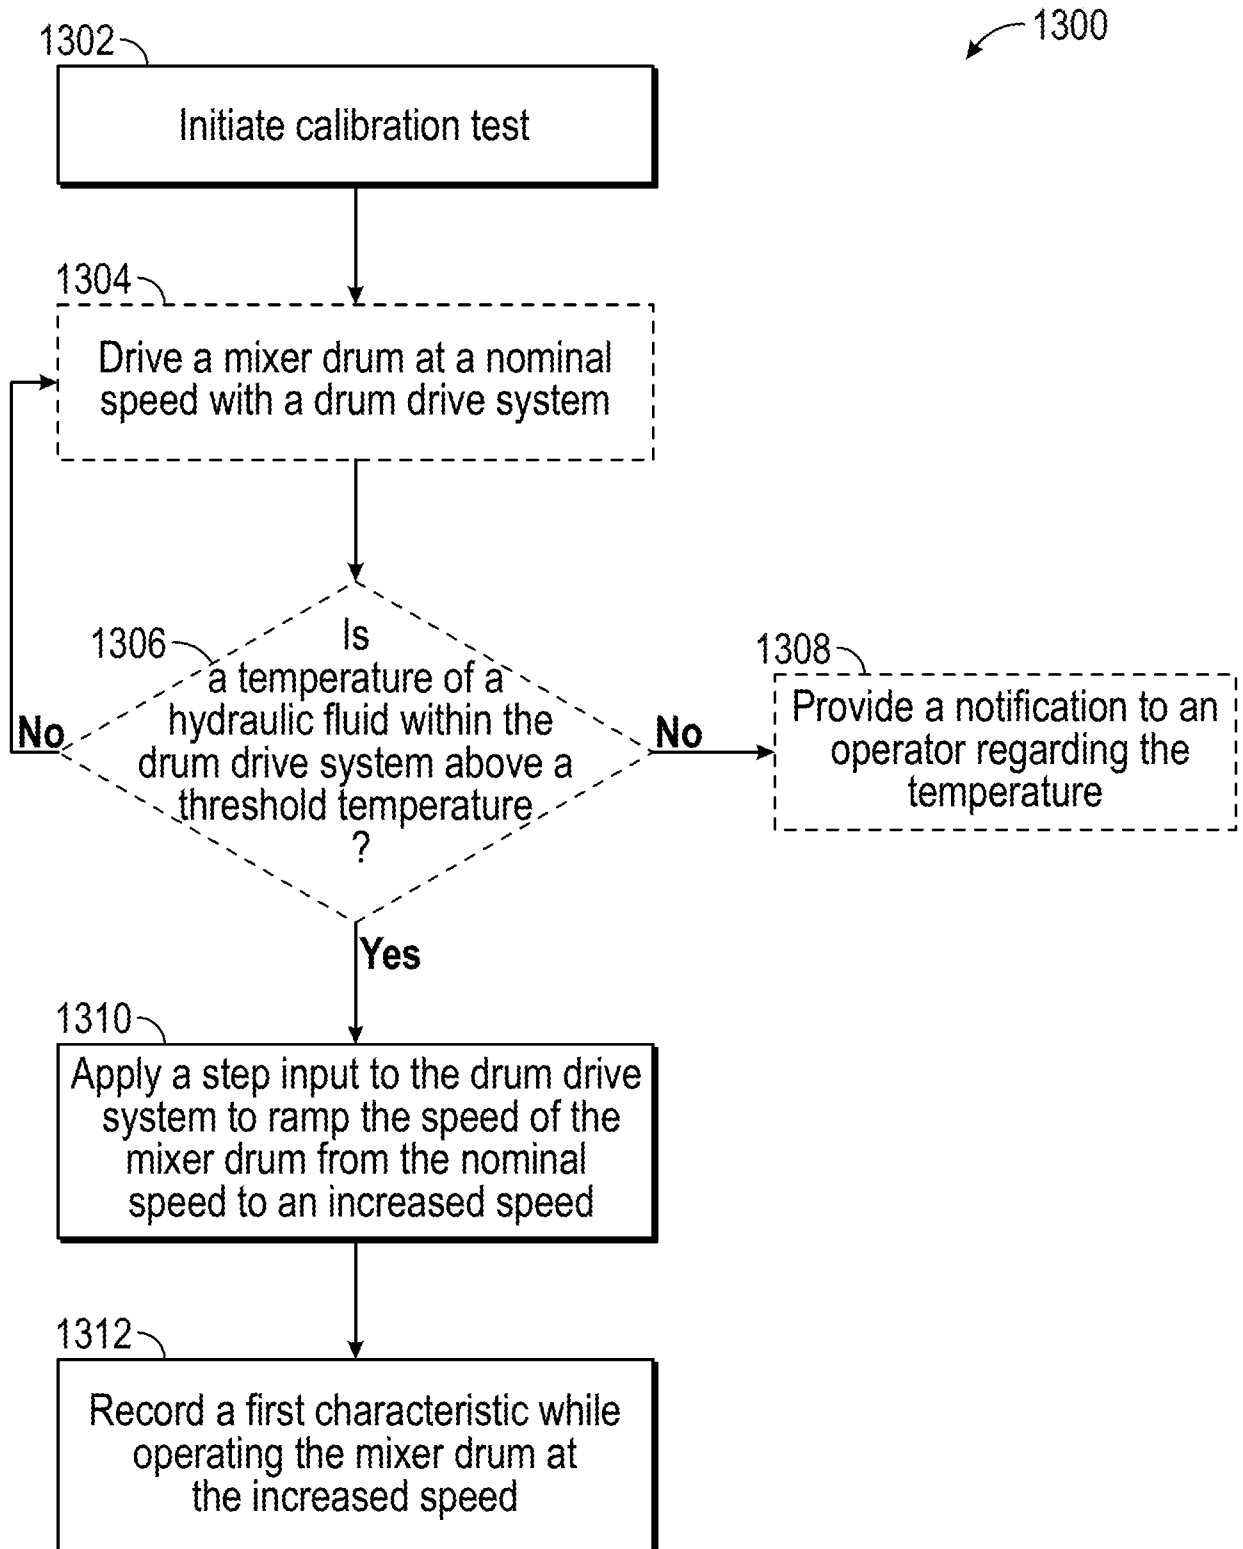 1300
1302
Initiate calibration test
1304
Drive a mixer drum at a nominal
speed with a drum drive system
1306
Is
a temperature of a
hydraulic fluid within the
drum drive system above a
threshold temperature
?
No
No
1308
Provide a notification to an
operator regarding the
temperature
Yes
1310
Apply a step input to the drum drive
system to ramp the speed of the
mixer drum from the nominal
speed to an increased speed
1312
Record a first characteristic while
operating the mixer drum at
the increased speed